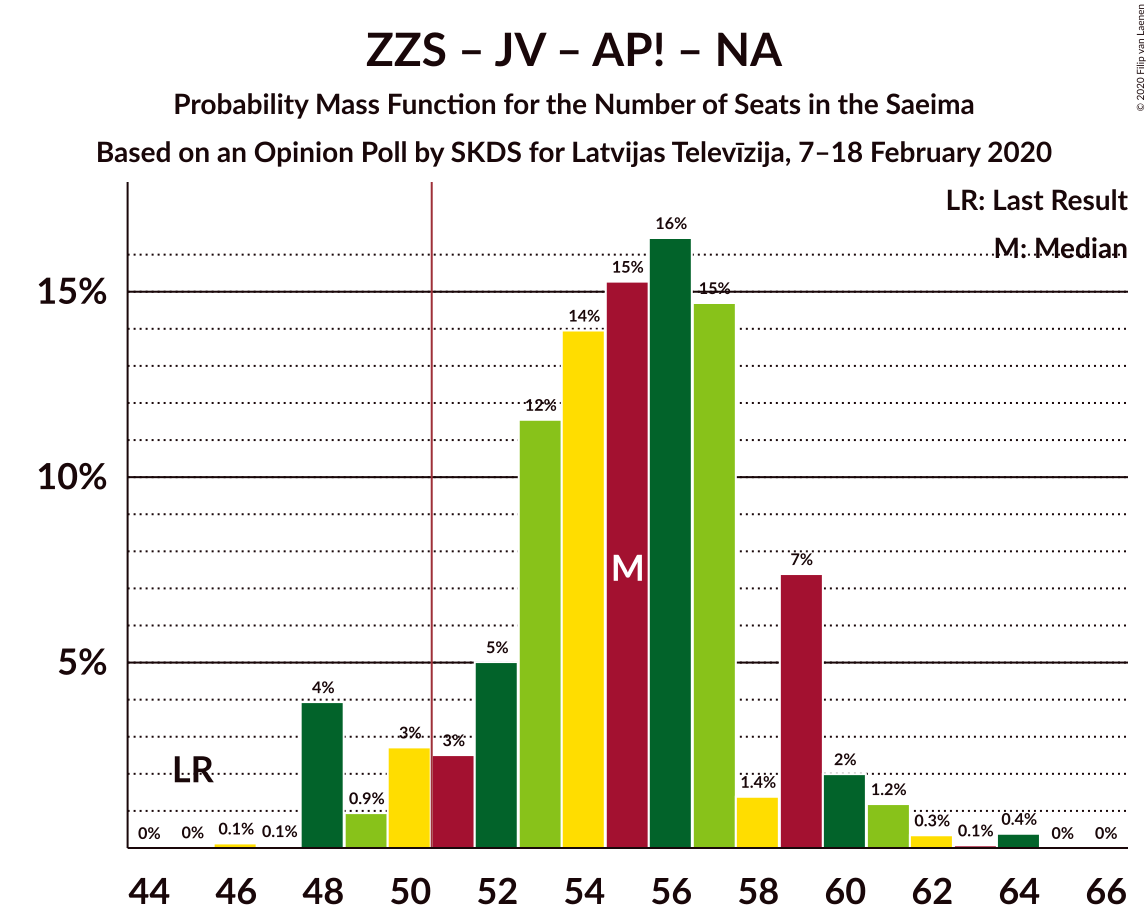 ZZS – JV – AP! – NA
Probability Mass Function for the Number of Seats in the Saeima
Based on an Opinion Poll by SKDS for Latvijas Televīzija, 7–18 February 2020
© 2020 Filip van Laenen
LR: Last Result
M: Median
16%
15%
15%
15%
14%
12%
10%
7%
5%
5%
4%
3%
3%
LR
2%
1.4%
1.2%
0.9%
0.4%
0.3%
0%
0%
0.1%
0.1%
0.1%
0%
0%
M
44 46 48 50 52 54 56 58 60 62 64 66